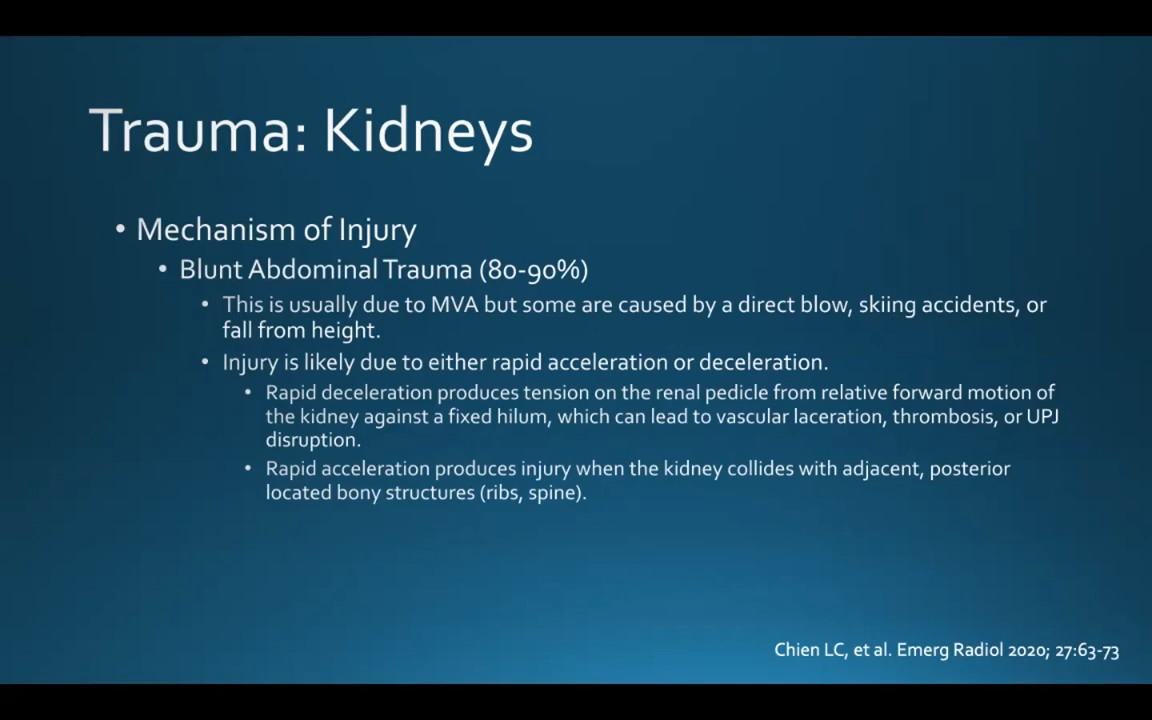 Trauma: Kidneys
• Mechanism of Injury
• Blunt Abdominal Trauma (80-90%)
• This is usually due to MVA but some are caused by a direct blow, skiing accidents, or
fall from height.
• Injury is likely due to either rapid acceleration or deceleration.
• Rapid deceleration produces tension on the renal pedicle from relative forward motion of
the kidney against a fixed hilum, which can lead to vascular laceration, thrombosis, or UPJ
disruption.
• Rapid acceleration produces injury when the kidney collides with adjacent, posterior
located bony structures (ribs, spine).
Chien LC, et al. Emerg Radiol 2020; 27:63-73